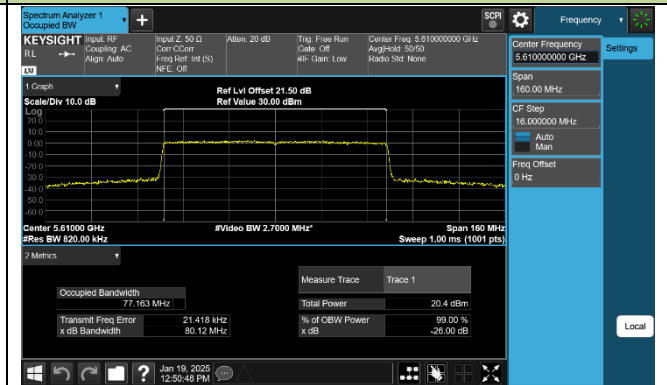 Spectrum Analyzer 1
Occupied BW
+
SCPI
Frequency
KEYSIGHT
RL
LXI
Input: RF
Coupling: AC
Align: Auto
Input Z: 50 Ω
Corr CCorr
Freq Ref: Int (S)
NFE: Off
Atten: 20 dB
Trig: Free Run
Gate: Off
#IF Gain: Low
Center Freq: 5.610000000 GHz
Avg|Hold: 50/50
Radio Std: None
Center Frequency
5.610000000 GHz
Settings
Span
160.00 MHz
CF Step
16.000000 MHz
Auto
Man
Freq Offset
0 Hz
Local
1 Graph
Scale/Div 10.0 dB
Ref Lvl Offset 21.50 dB
Ref Value 30.00 dBm
Log
20.0
10.0
0.00
-10.0
-20.0
-30.0
-40.0
-50.0
-60.0
Center 5.61000 GHz
#Video BW 2.7000 MHz*
Span 160 MHz
#Res BW 820.00 kHz
Sweep 1.00 ms (1001 pts)
2 Metrics
Measure Trace
Trace 1
Occupied Bandwidth
77.163 MHz
Total Power
20.4 dBm
Transmit Freq Error
21.418 kHz
% of OBW Power
99.00 %
x dB Bandwidth
80.12 MHz
x dB
-26.00 dB
?
Jan 19, 2025
12:50:48 PM